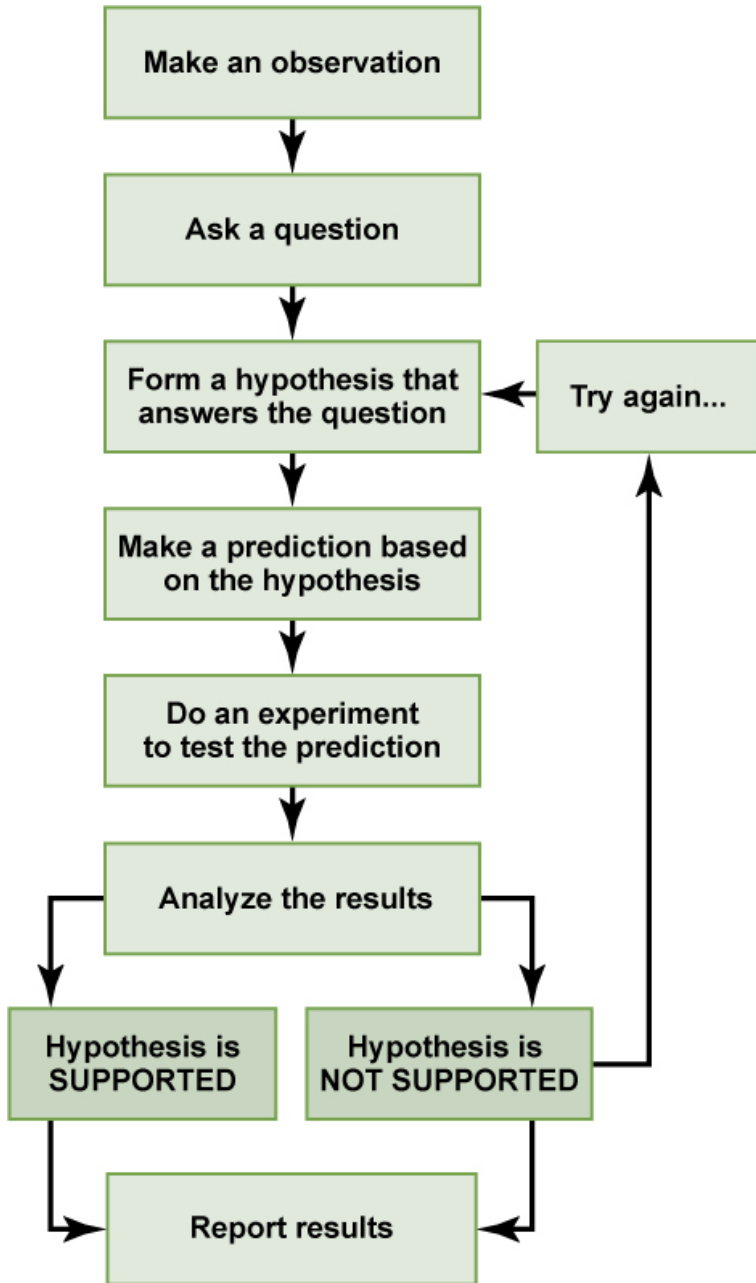 Make an observation
Ask a question
Form a hypothesis that
answers the question
Try again...
Make a prediction based
on the hypothesis
Do an experiment
to test the prediction
Analyze the results
Hypothesis is
SUPPORTED
Hypothesis is
NOT SUPPORTED
Report results